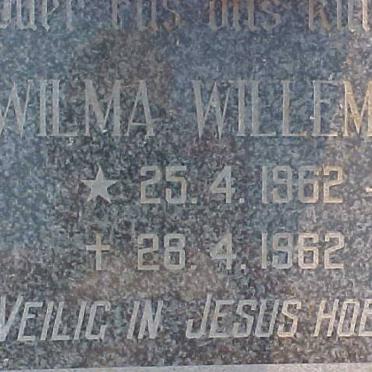 WILMA WILLEM
★ 25.4.1962 -
✝ 28.4.1962
VEILIG IN JESUS HOE